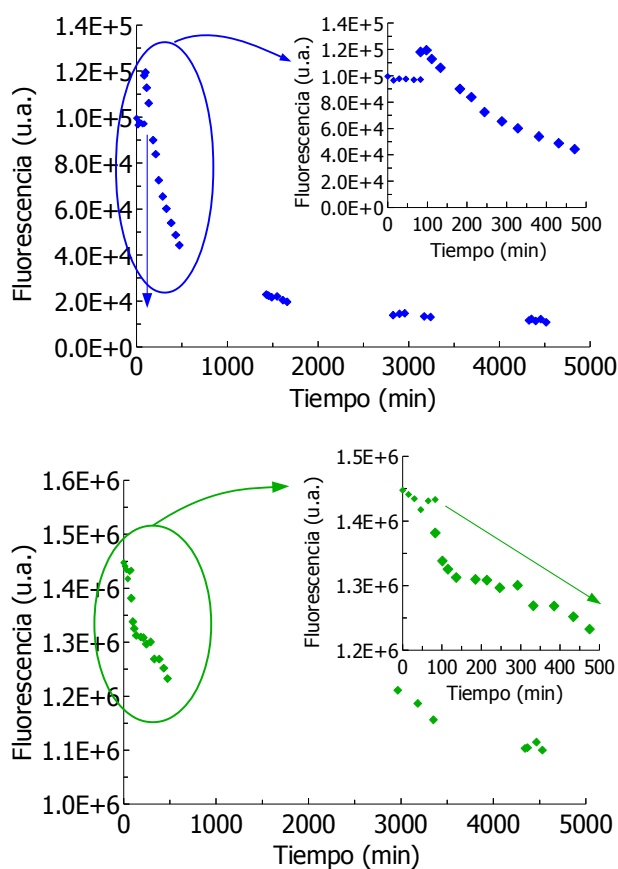 1.4E+5
1.2E+5
1.0E+5
8.0E+4
6.0E+4
4.0E+4
2.0E+4
0.0E+0
Fluorescencia (u.a.)
0 1000 2000 3000 4000 5000
Tiempo (min)
1.4E+5
1.2E+5
1.0E+5
8.0E+4
6.0E+4
4.0E+4
2.0E+4
0.0E+0
Fluorescencia (u.a.)
0 100 200 300 400 500
Tiempo (min)
1.6E+6
1.5E+6
1.4E+6
1.3E+6
1.2E+6
1.1E+6
1.0E+6
Fluorescencia (u.a.)
0 1000 2000 3000 4000 5000
Tiempo (min)
1.5E+6
1.4E+6
1.3E+6
1.2E+6
Fluorescencia (u.a.)
0 100 200 300 400 500
Tiempo (min)